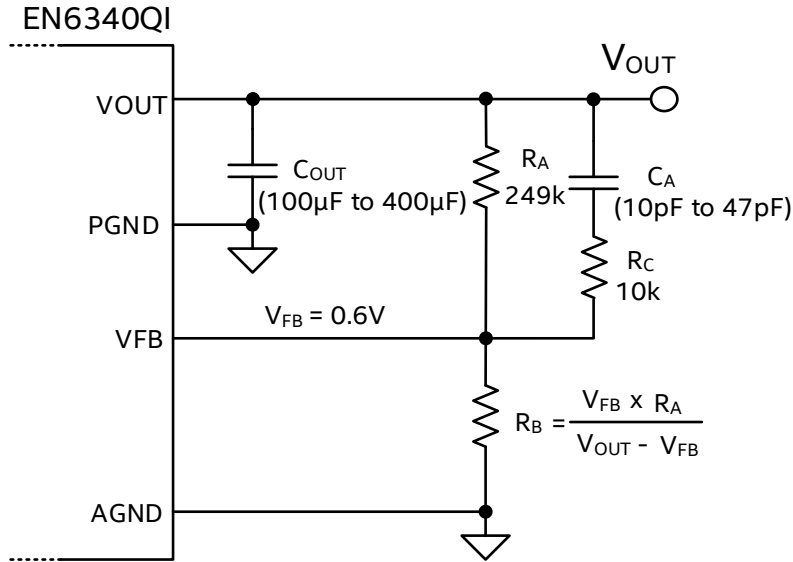 EN6340QI
VOUT
VOUT
COUT
(100µF to 400µF)
RA
249k
CA
(10pF to 47pF)
PGND
RC
10k
VFB = 0.6V
VFB
RB = VFB x RA
VOUT - VFB
AGND